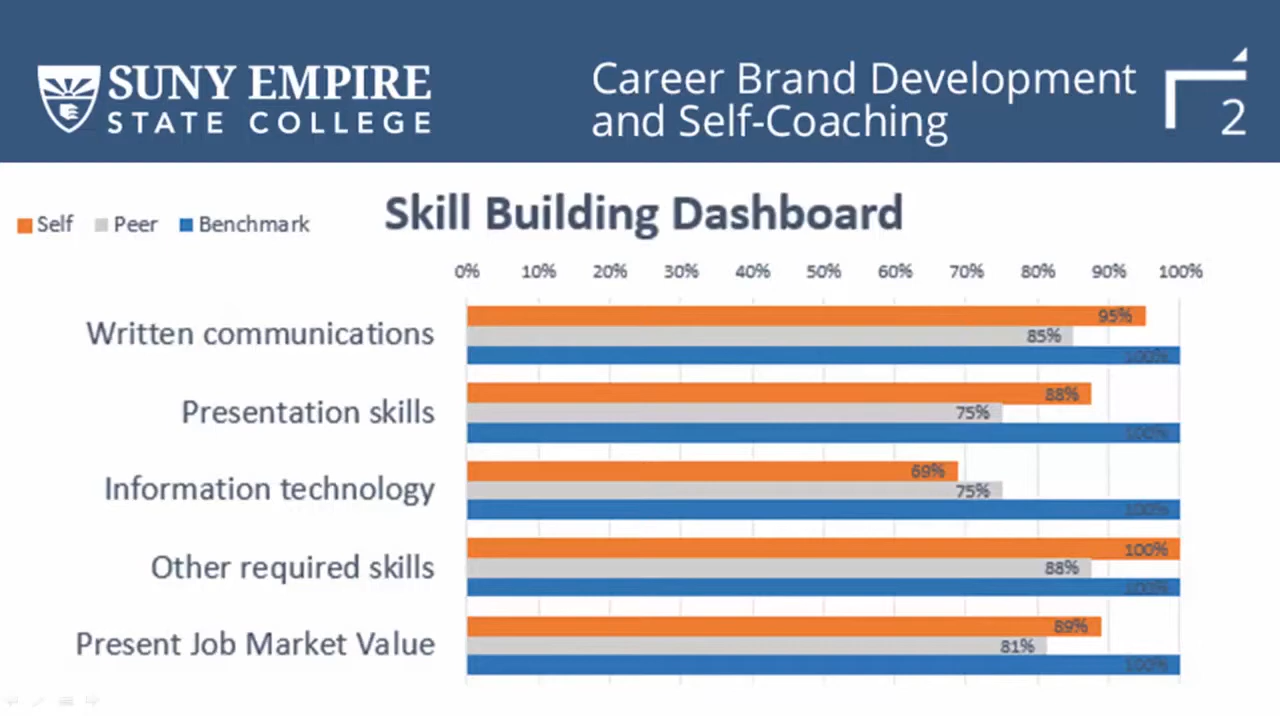 SUNY EMPIRE
STATE COLLEGE
Career Brand Development
and Self-Coaching
2
Self Peer Benchmark
Skill Building Dashboard
0% 10% 20% 30% 40% 50% 60% 70% 80% 90% 100%
Written communications
95%
85%
100%
Presentation skills
88%
75%
100%
Information technology
69%
75%
100%
Other required skills
100%
88%
100%
Present Job Market Value
89%
81%
100%